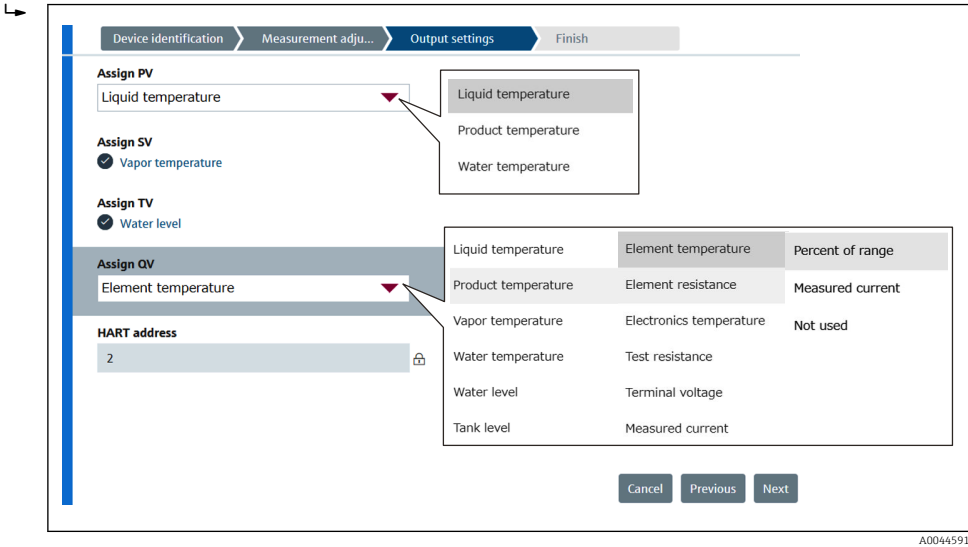 Device identification
Measurement adju...
Output settings
Finish
Assign PV
Liquid temperature
Liquid temperature
Product temperature
Water temperature
Assign SV
Vapor temperature
Assign TV
Water level
Assign QV
Element temperature
Liquid temperature
Product temperature
Vapor temperature
Water temperature
Water level
Tank level
Element temperature
Element resistance
Electronics temperature
Test resistance
Terminal voltage
Measured current
Percent of range
Measured current
Not used
HART address
2
Cancel
Previous
Next
A0044591